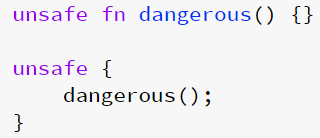 unsafe fn dangerous() {}

unsafe {
    dangerous();
}